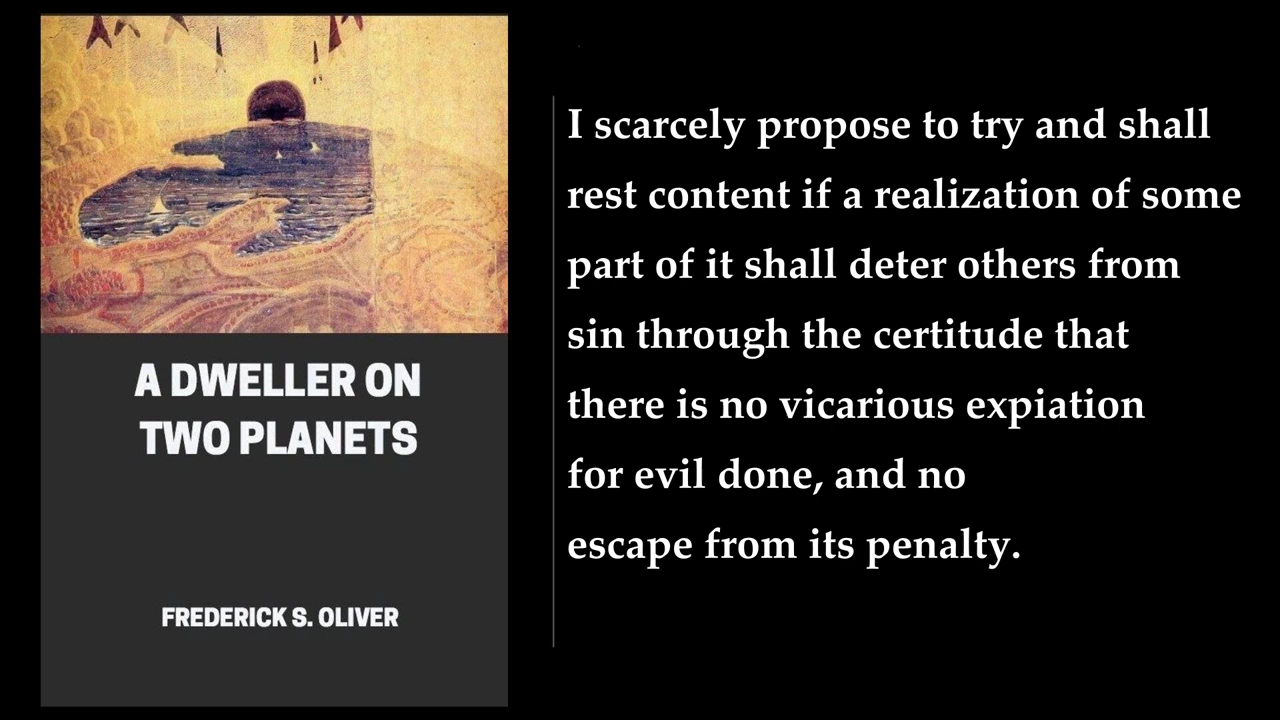 A DWELLER ON
TWO PLANETS
FREDERICK S. OLIVER
I scarcely propose to try and shall
rest content if a realization of some
part of it shall deter others from
sin through the certitude that
there is no vicarious expiation
for evil done, and no
escape from its penalty.